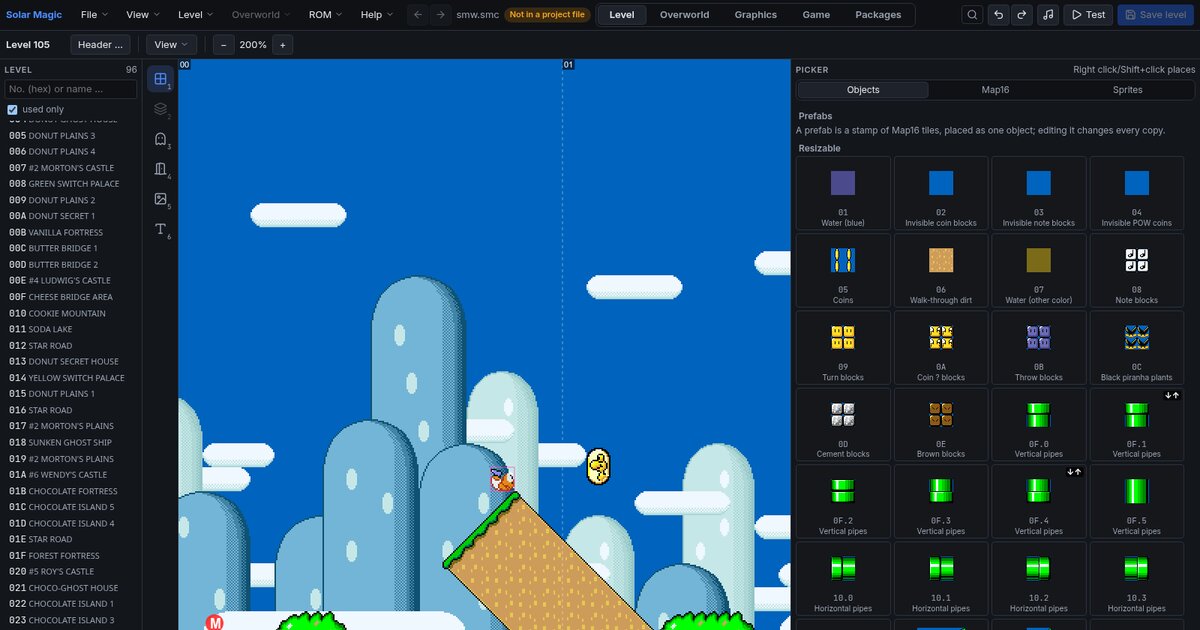 Solar Magic File View Level Overworld ROM Help smw.smc Not in a project file Level Overworld Graphics Game Packages Test Save level
Level 105 Header ... View − 200% +
LEVEL 96
No. (hex) or name ...
used only
005 DONUT PLAINS 3
006 DONUT PLAINS 4
007 #2 MORTON'S CASTLE
008 GREEN SWITCH PALACE
009 DONUT PLAINS 2
00A DONUT SECRET 1
00B VANILLA FORTRESS
00C BUTTER BRIDGE 1
00D BUTTER BRIDGE 2
00E #4 LUDWIG'S CASTLE
00F CHEESE BRIDGE AREA
010 COOKIE MOUNTAIN
011 SODA LAKE
012 STAR ROAD
013 DONUT SECRET HOUSE
014 YELLOW SWITCH PALACE
015 DONUT PLAINS 1
016 STAR ROAD
017 #2 MORTON'S PLAINS
018 SUNKEN GHOST SHIP
019 #2 MORTON'S PLAINS
01A #6 WENDY'S CASTLE
01B CHOCOLATE FORTRESS
01C CHOCOLATE ISLAND 5
01D CHOCOLATE ISLAND 4
01E STAR ROAD
01F FOREST FORTRESS
020 #5 ROY'S CASTLE
021 CHOCO-GHOST HOUSE
022 CHOCOLATE ISLAND 1
023 CHOCOLATE ISLAND 3
1
2
3
4
5
T 6
00 01
M
PICKER Right click/Shift+click places
Objects Map16 Sprites
Prefabs
A prefab is a stamp of Map16 tiles, placed as one object; editing it changes every copy.
Resizable
01 02 03 04
Water (blue) Invisible coin blocks Invisible note blocks Invisible POW coins
05 06 07 08
Coins Walk-through dirt Water (other color) Note blocks
09 0A 0B 0C
Turn blocks Coin ? blocks Throw blocks Black piranha plants
0D 0E 0F.0 0F.1
Cement blocks Brown blocks Vertical pipes Vertical pipes
0F.2 0F.3 0F.4 0F.5
Vertical pipes Vertical pipes Vertical pipes Vertical pipes
10.0 10.1 10.2 10.3
Horizontal pipes Horizontal pipes Horizontal pipes Horizontal pipes